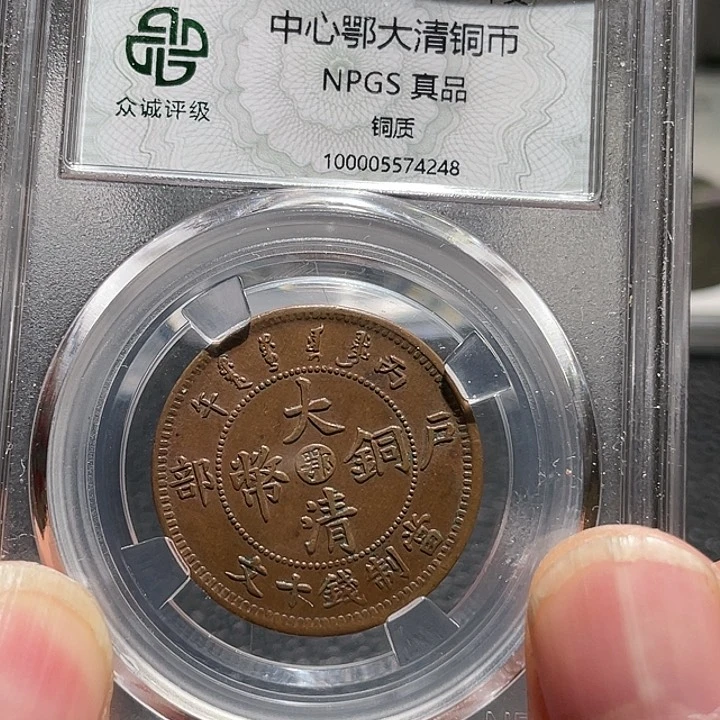 众诚评级
中心鄂大清铜币
NPGS 真品
铜质
100005574248
丙午
大清銅幣
鄂
户部
當制錢十文